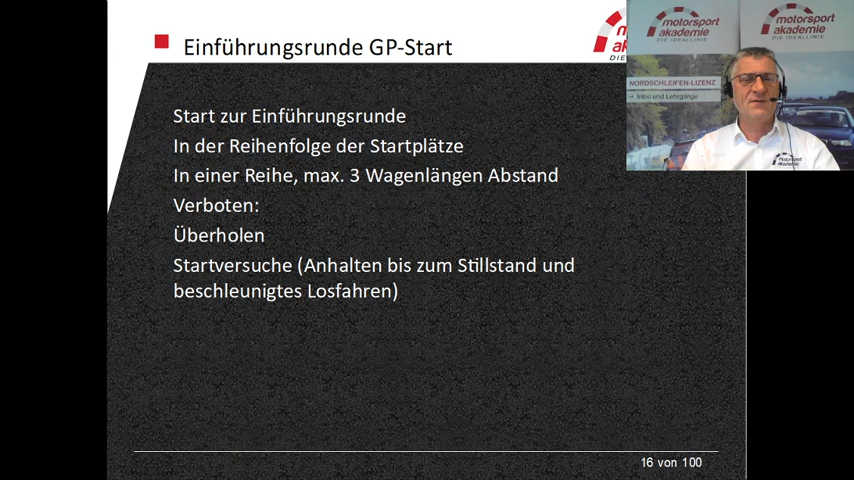 Einführungsrunde GP-Start
motorsport
akademie
DIE IDEALLINIE
motorsport
akademie
DIE IDEALLINIE
NORDSCHLEIFEN-LIZENZ
Infos und Lehrgänge
motorsport
akademie
Start zur Einführungsrunde
In der Reihenfolge der Startplätze
In einer Reihe, max. 3 Wagenlängen Abstand
Verboten:
Überholen
Startversuche (Anhalten bis zum Stillstand und
beschleunigtes Losfahren)
16 von 100